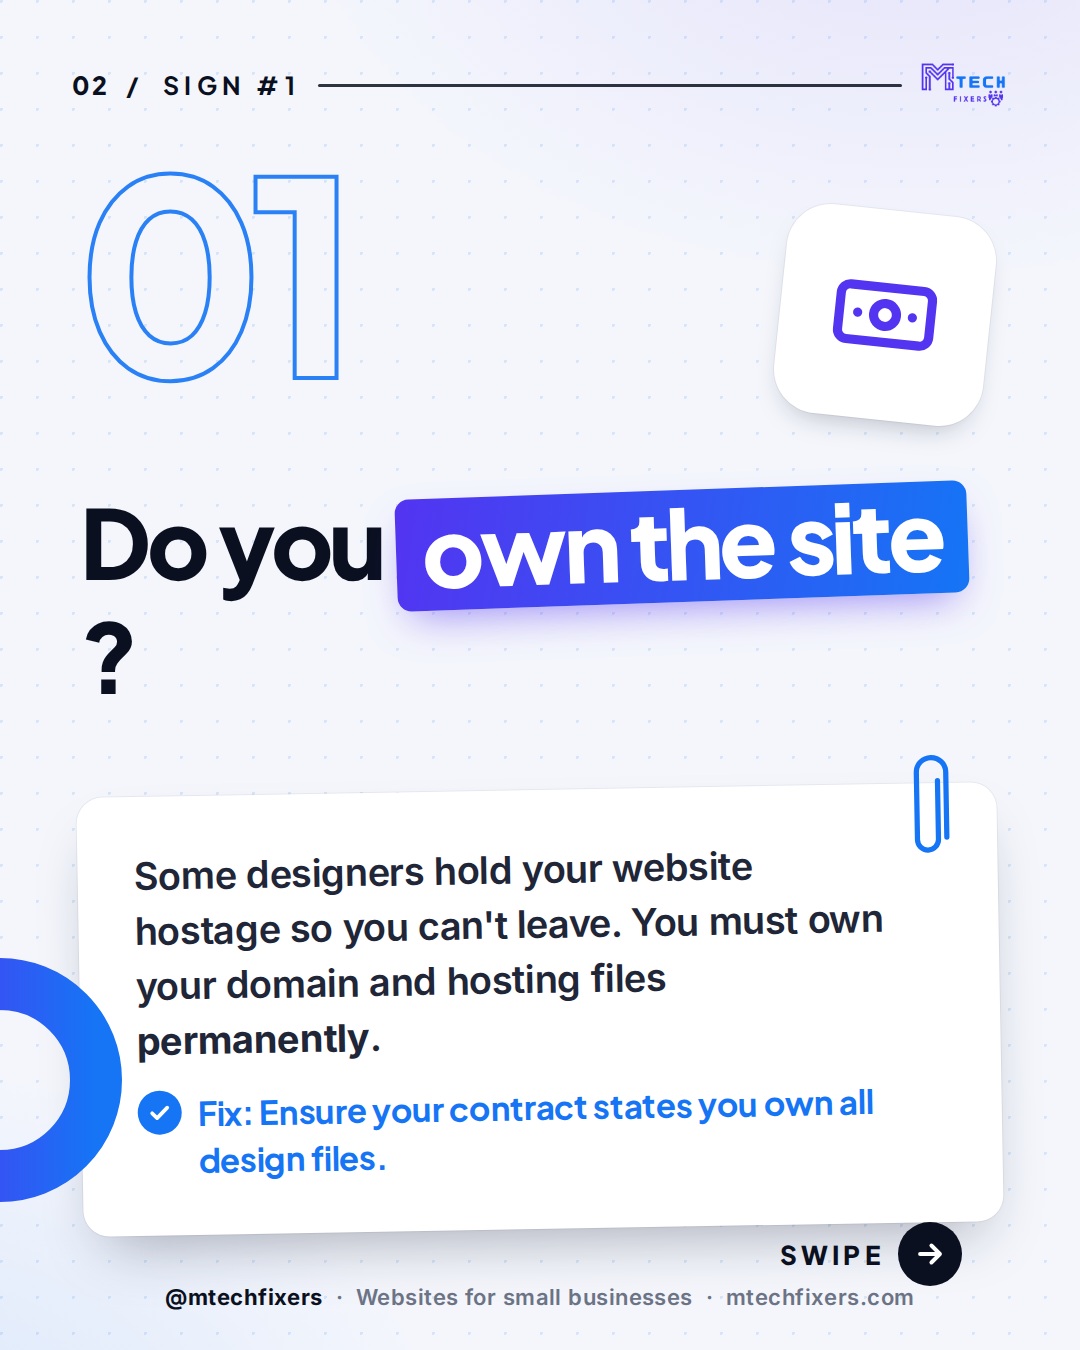 02 / SIGN #1
MTECH
FIXERS
01
Do you own the site
?
Some designers hold your website
hostage so you can't leave. You must own
your domain and hosting files
permanently.
Fix: Ensure your contract states you own all
design files.
SWIPE
@mtechfixers · Websites for small businesses · mtechfixers.com